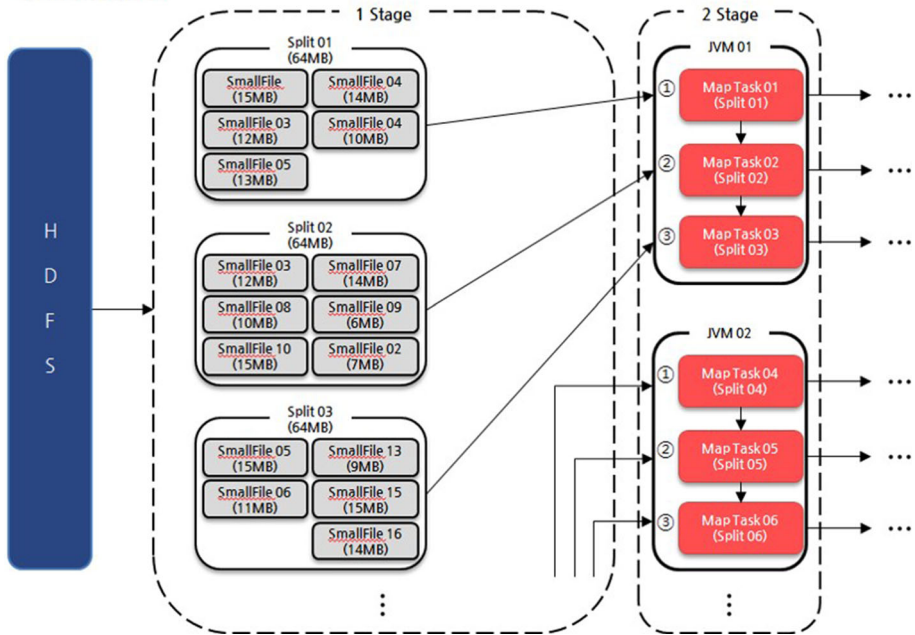 1 Stage
2 Stage
H
D
F
S
Split 01
(64MB)
SmallFile
(15MB)
SmallFile 04
(14MB)
SmallFile 03
(12MB)
SmallFile 04
(10MB)
SmallFile 05
(13MB)
Split 02
(64MB)
SmallFile 03
(12MB)
SmallFile 07
(14MB)
SmallFile 08
(10MB)
SmallFile 09
(6MB)
SmallFile 10
(15MB)
SmallFile 02
(7MB)
Split 03
(64MB)
SmallFile 05
(15MB)
SmallFile 13
(9MB)
SmallFile 06
(11MB)
SmallFile 15
(15MB)
SmallFile 16
(14MB)
⋮
JVM 01
①
Map Task 01
(Split 01)
...
②
Map Task 02
(Split 02)
...
③
Map Task 03
(Split 03)
...
JVM 02
①
Map Task 04
(Split 04)
...
②
Map Task 05
(Split 05)
...
③
Map Task 06
(Split 06)
...
⋮